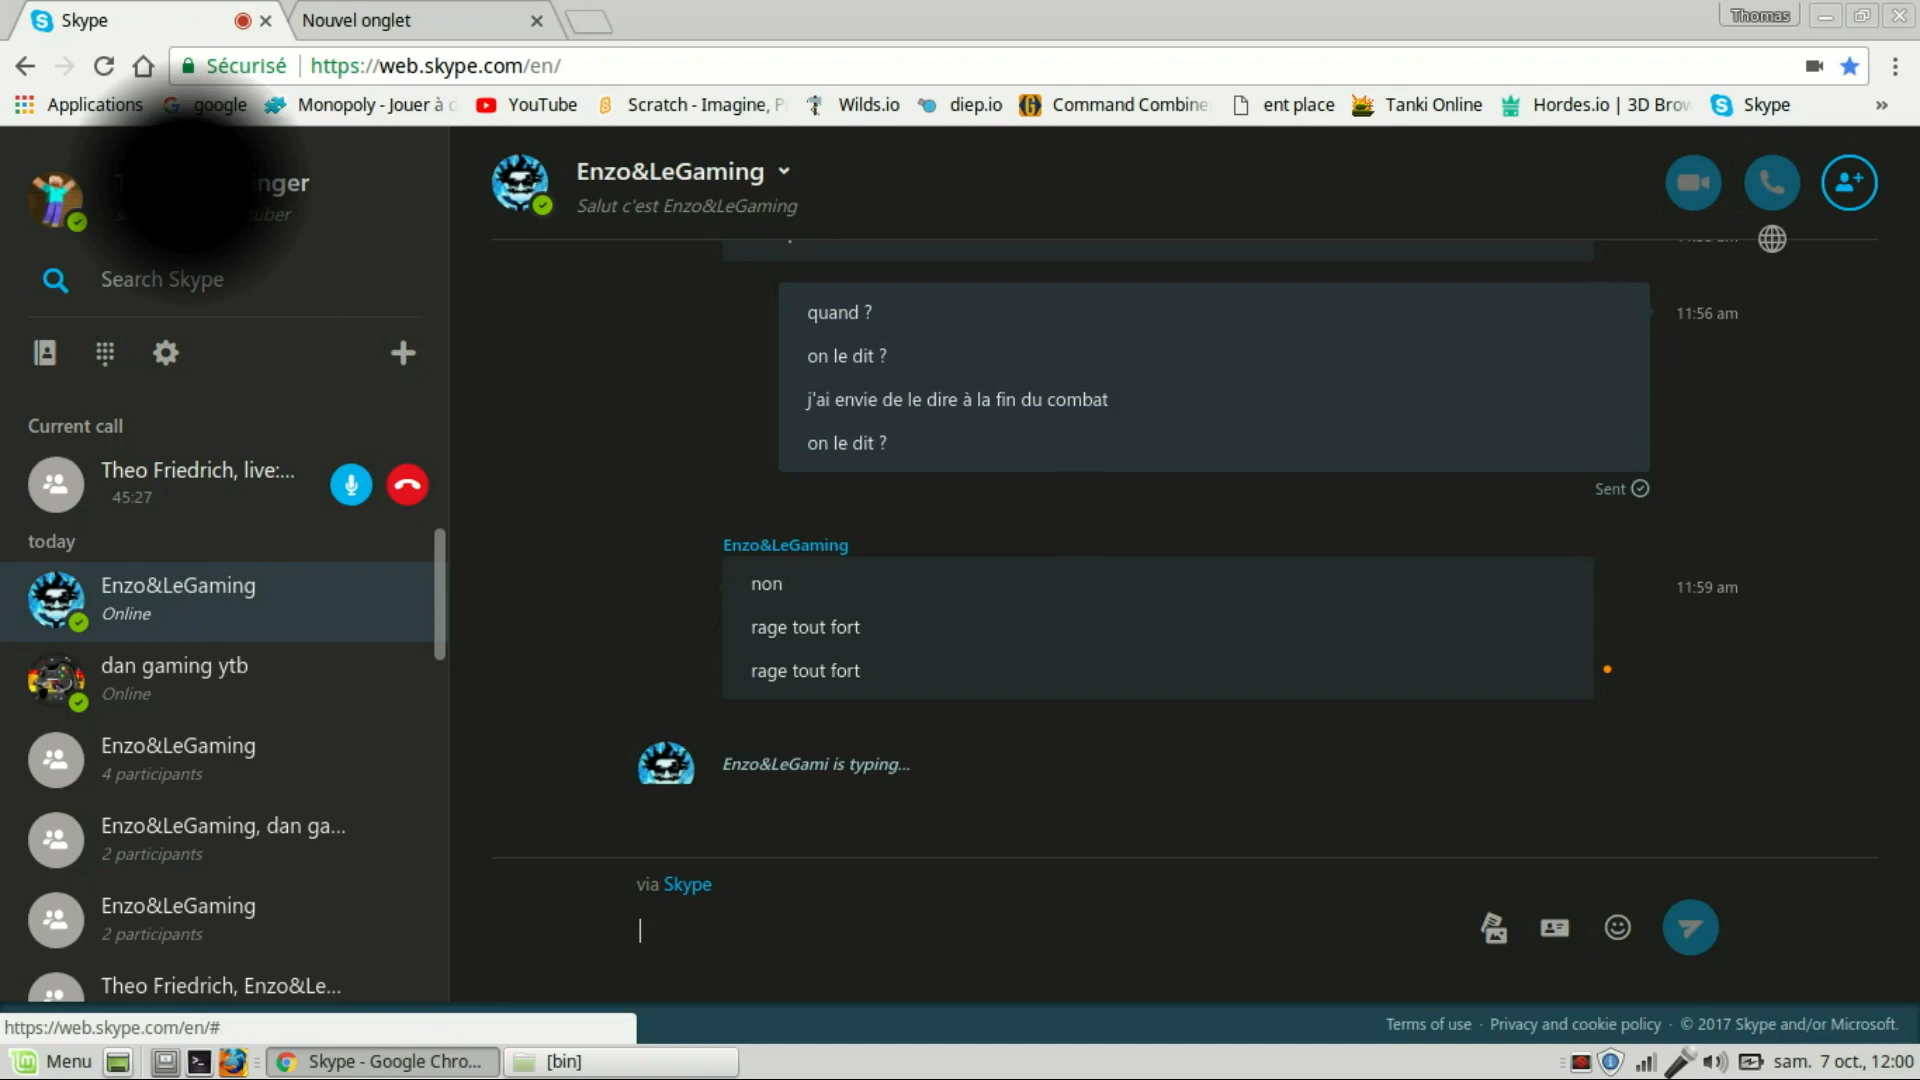 Skype
Nouvel onglet
Thomas
Sécurisé
https://web.skype.com/en/
Applications
google
Monopoly - Jouer à
YouTube
Scratch - Imagine, P
Wilds.io
diep.io
Command Combine
ent place
Tanki Online
Hordes.io | 3D Brow
Skype
»
Enzo&LeGaming
Salut c'est Enzo&LeGaming
Search Skype
quand ?
11:56 am
on le dit ?
j'ai envie de le dire à la fin du combat
on le dit ?
Sent
Current call
Theo Friedrich, live:...
45:27
today
Enzo&LeGaming
Online
dan gaming ytb
Online
Enzo&LeGaming
4 participants
Enzo&LeGaming, dan ga...
2 participants
Enzo&LeGaming
2 participants
Theo Friedrich, Enzo&Le...
Enzo&LeGaming
non
11:59 am
rage tout fort
rage tout fort
Enzo&LeGami is typing...
via Skype
https://web.skype.com/en/#
Terms of use · Privacy and cookie policy · © 2017 Skype and/or Microsoft.
Menu
Skype - Google Chro...
[bin]
sam. 7 oct., 12:00